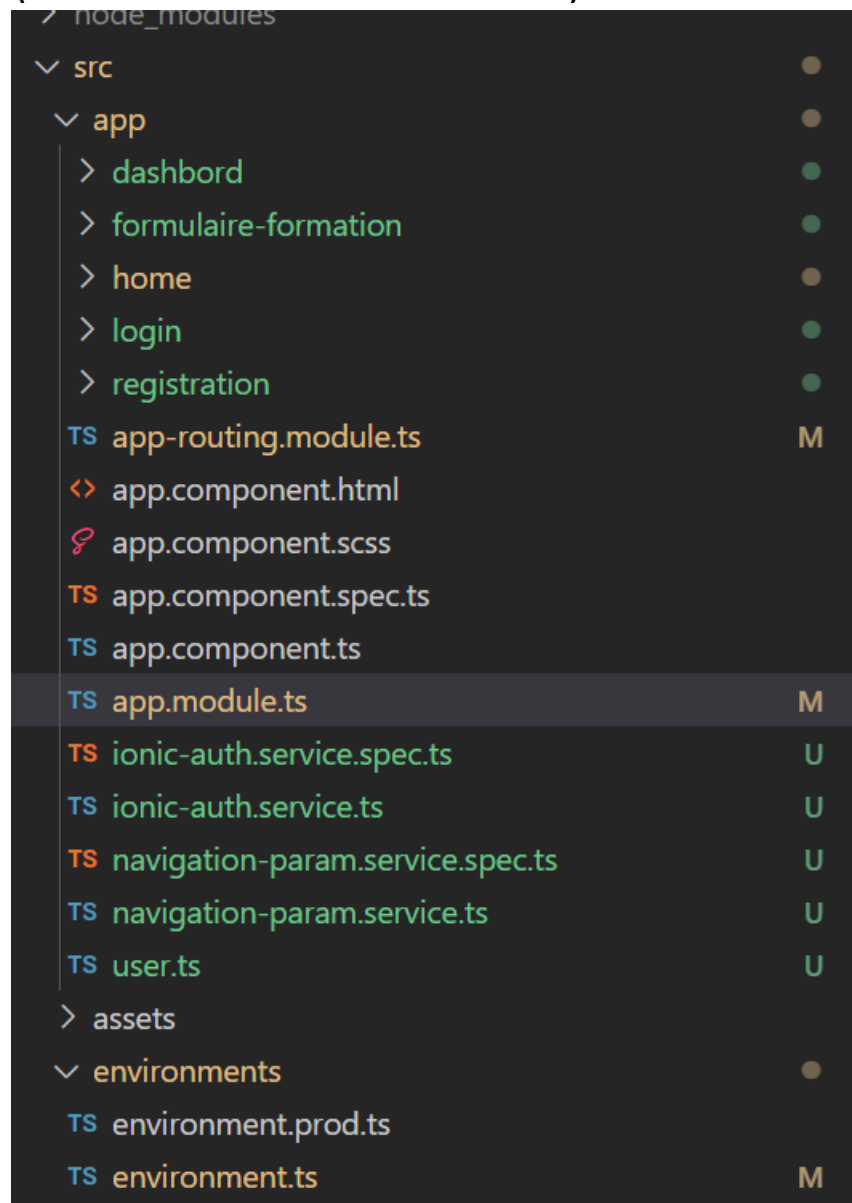 node_modules
src
app
dashbord
formulaire-formation
home
login
registration
TS app-routing.module.ts M
<> app.component.html
app.component.scss
TS app.component.spec.ts
TS app.component.ts
TS app.module.ts M
TS ionic-auth.service.spec.ts U
TS ionic-auth.service.ts U
TS navigation-param.service.spec.ts U
TS navigation-param.service.ts U
TS user.ts U
assets
environments
TS environment.prod.ts
TS environment.ts M